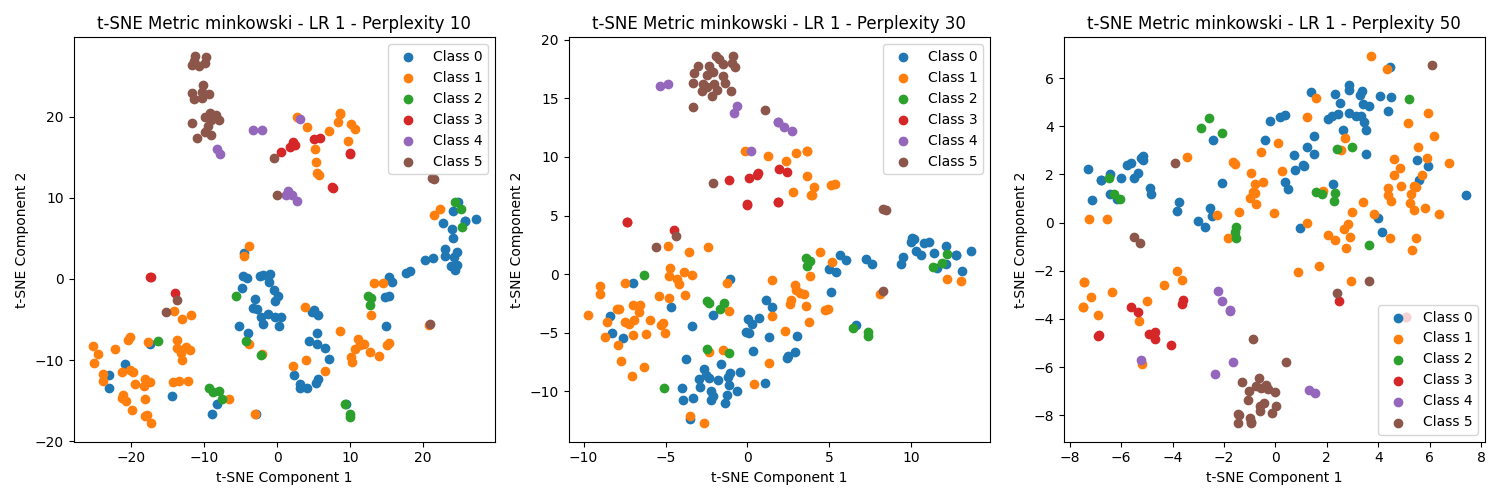 t-SNE Metric minkowski - LR 1 - Perplexity 10
Class 0
Class 1
Class 2
Class 3
Class 4
Class 5
20
10
0
−10
−20
t-SNE Component 2
−20
−10
0
10
20
t-SNE Component 1
t-SNE Metric minkowski - LR 1 - Perplexity 30
Class 0
Class 1
Class 2
Class 3
Class 4
Class 5
20
15
10
5
0
−5
−10
t-SNE Component 2
−10
−5
0
5
10
t-SNE Component 1
t-SNE Metric minkowski - LR 1 - Perplexity 50
6
4
2
0
−2
−4
−6
−8
t-SNE Component 2
Class 0
Class 1
Class 2
Class 3
Class 4
Class 5
−8
−6
−4
−2
0
2
4
6
8
t-SNE Component 1